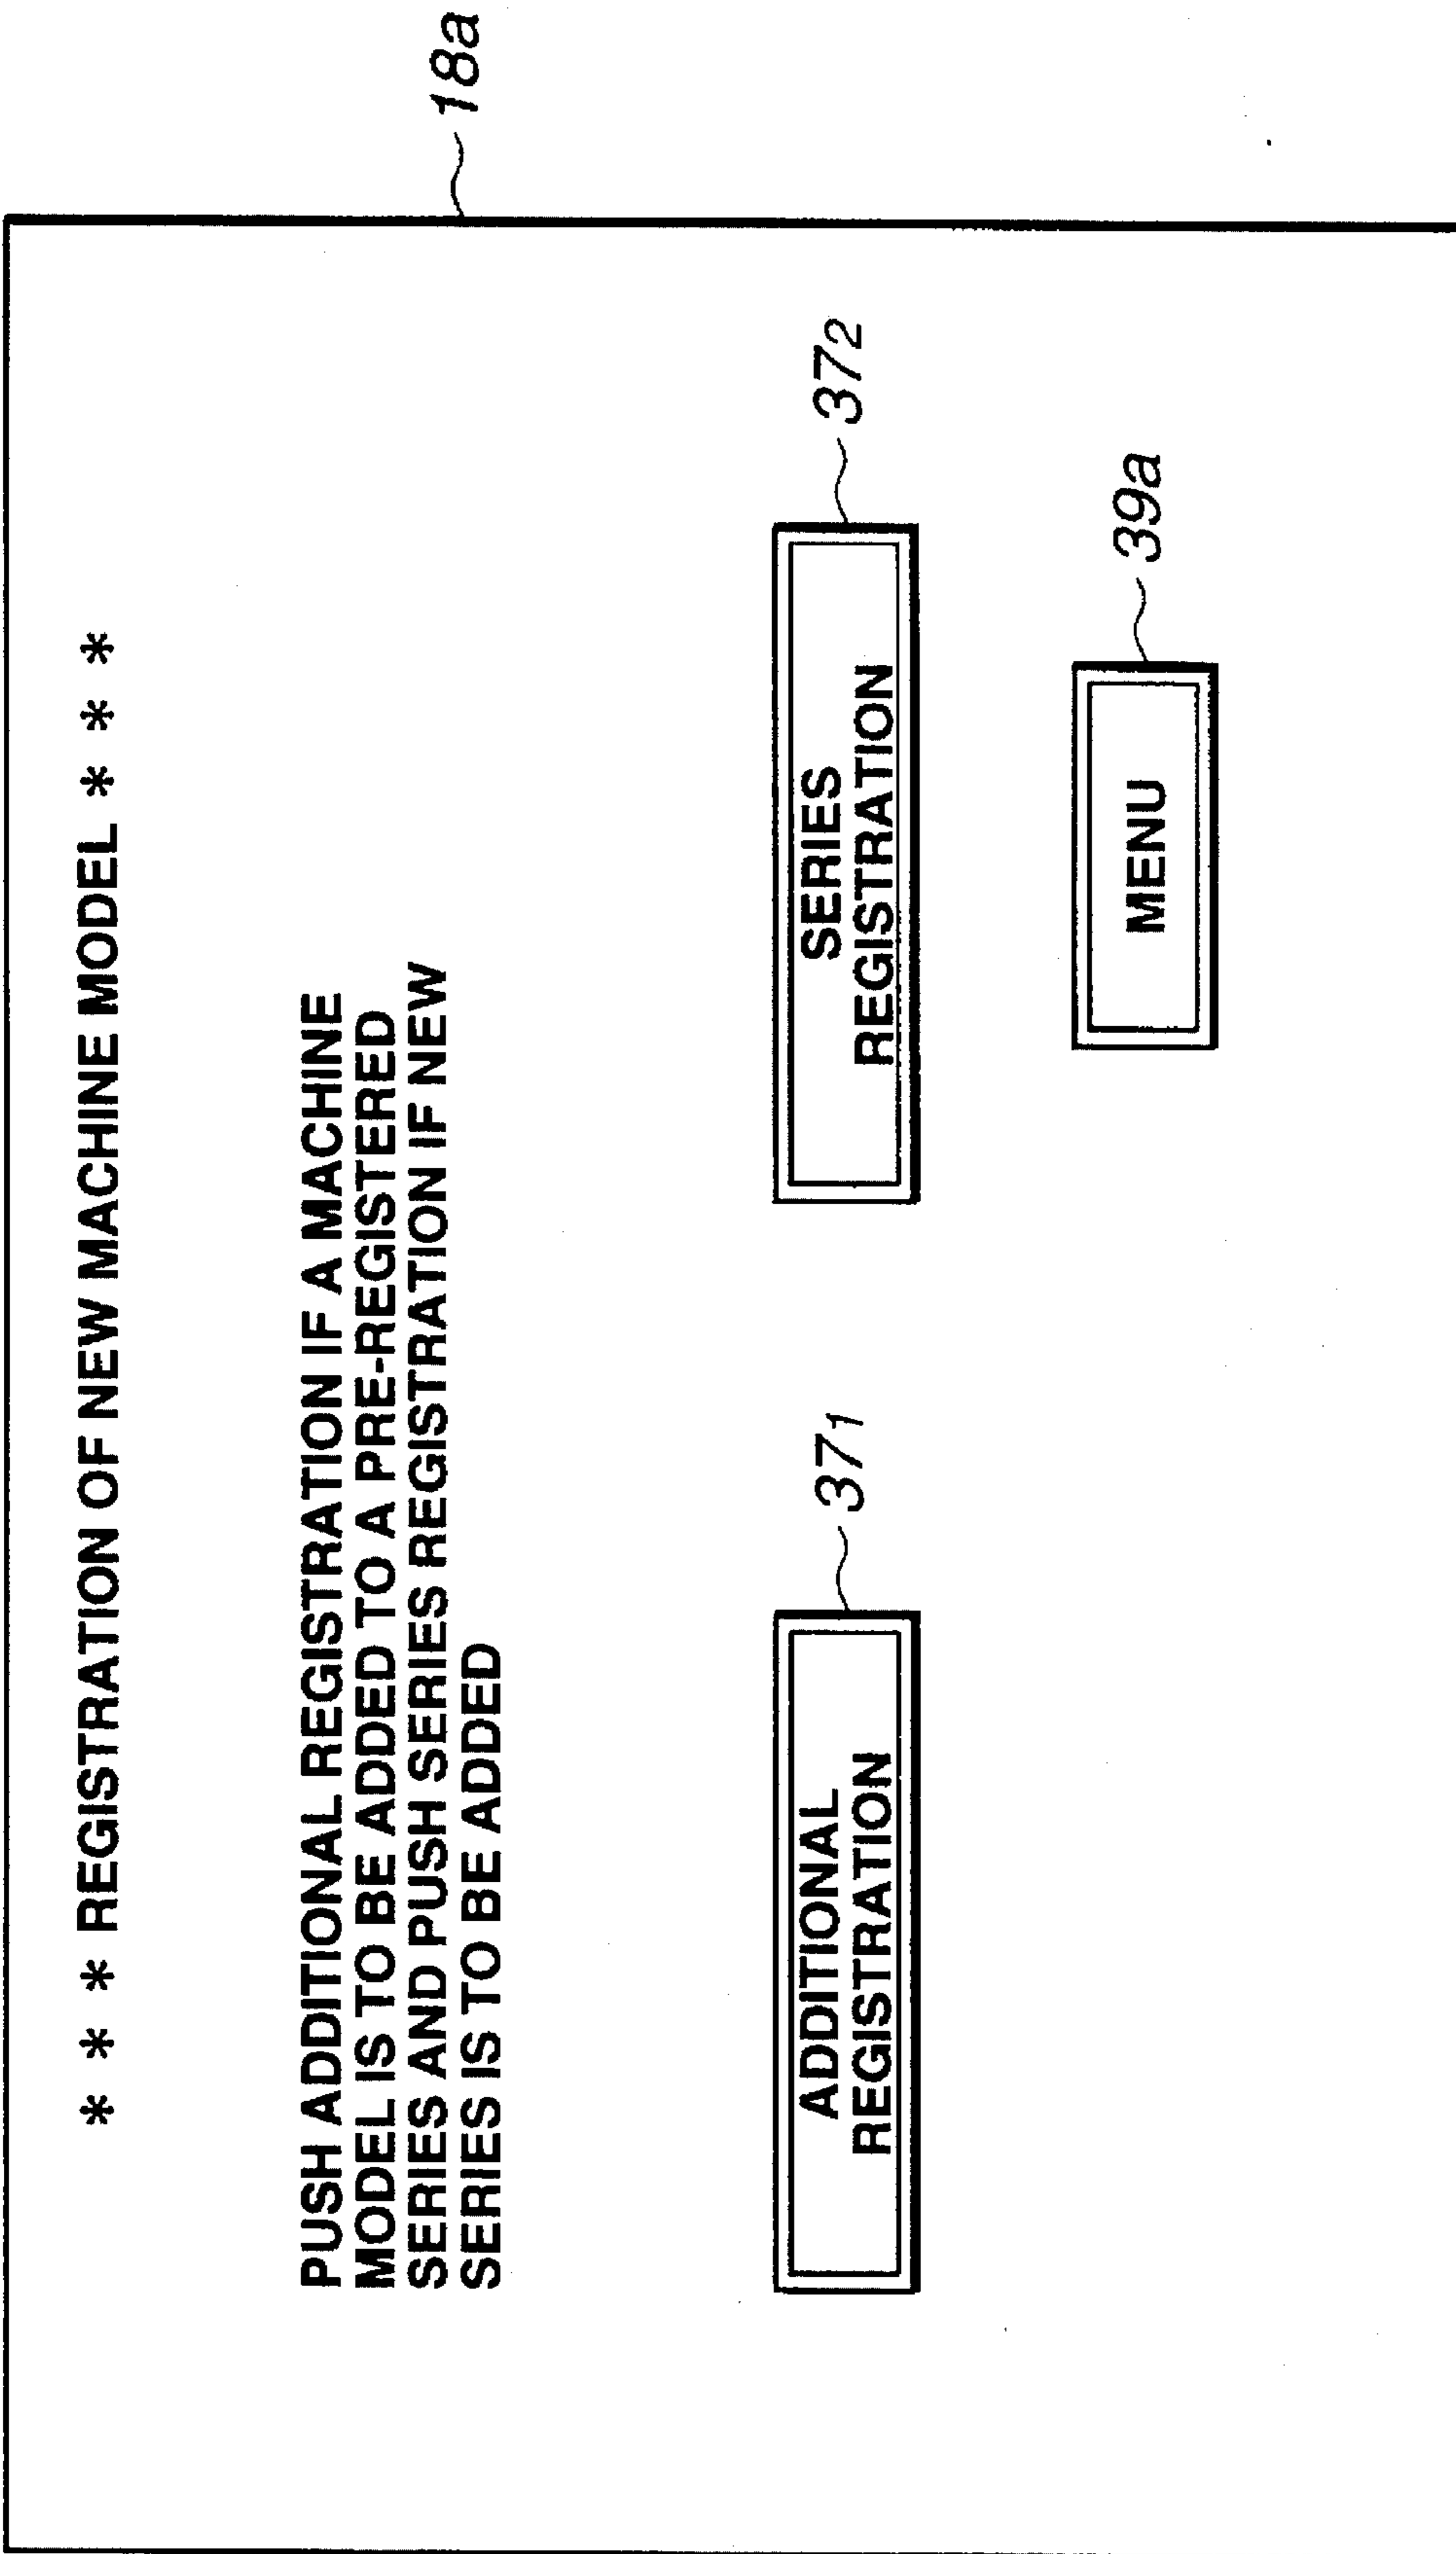 * * * REGISTRATION OF NEW MACHINE MODEL * * *
18a
PUSH ADDITIONAL REGISTRATION IF A MACHINE
MODEL IS TO BE ADDED TO A PRE-REGISTERED
SERIES AND PUSH SERIES REGISTRATION IF NEW
SERIES IS TO BE ADDED
ADDITIONAL
REGISTRATION
371
SERIES
REGISTRATION
372
MENU
39a